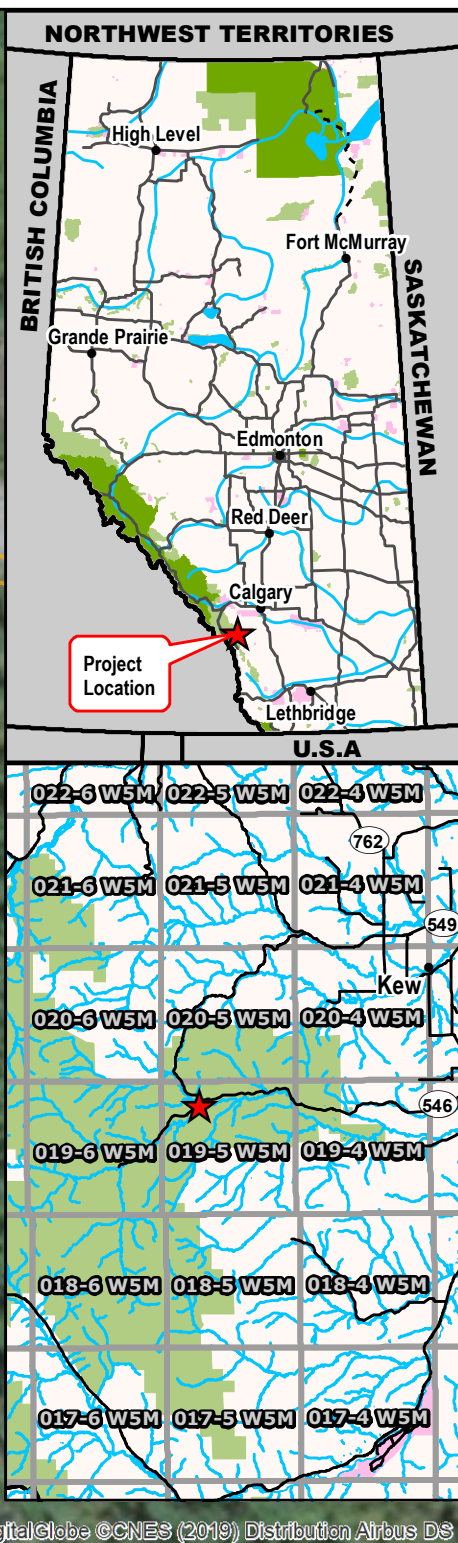 NORTHWEST TERRITORIES
BRITISH COLUMBIA
High Level
Fort McMurray
SASKATCHEWAN
Grande Prairie
Edmonton
Red Deer
Calgary
Project
Location
Lethbridge
U.S.A
022-6 W5M 022-5 W5M 022-4 W5M
762
021-6 W5M 021-5 W5M 021-4 W5M
549
Kew
020-6 W5M 020-5 W5M 020-4 W5M
546
019-6 W5M 019-5 W5M 019-4 W5M
018-6 W5M 018-5 W5M 018-4 W5M
017-6 W5M 017-5 W5M 017-4 W5M
gitalGlobe ©CNES (2019) Distribution Airbus DS